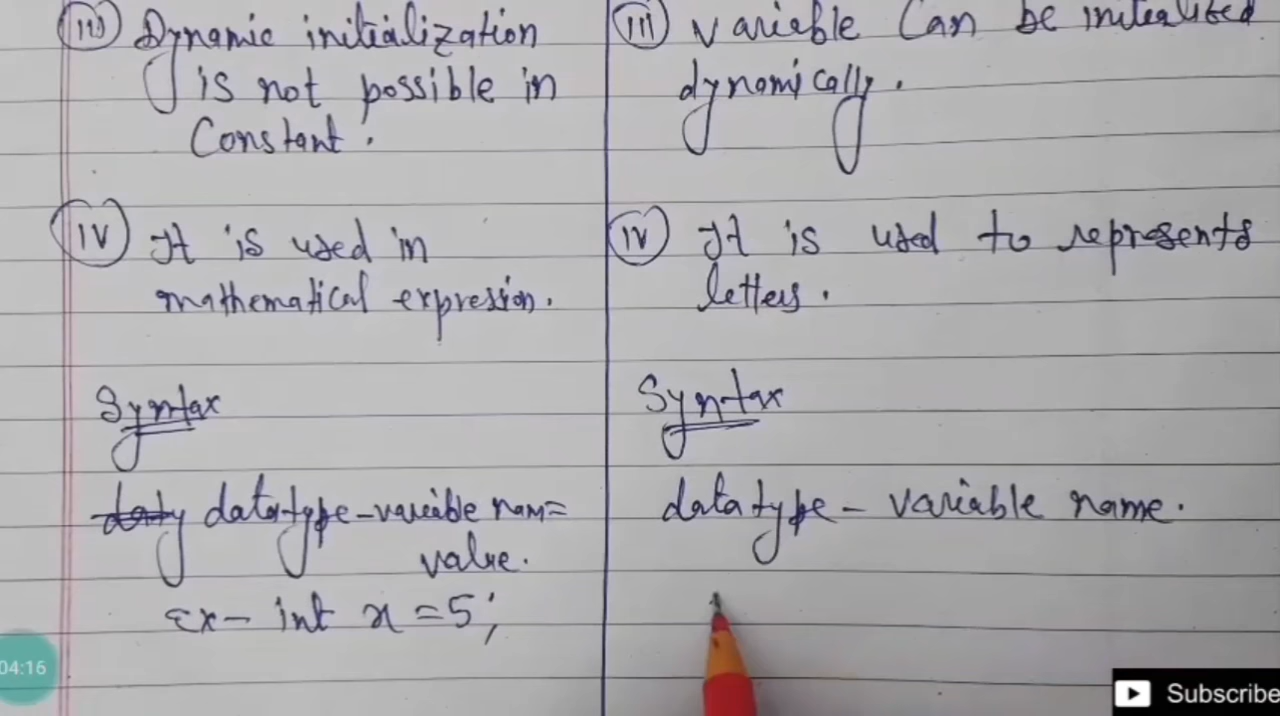 iii) Dynamic initialization
is not possible in
Constant.
iv It is used in
mathematical expression.
Syntax
datatype-variable nam=
value.
Ex- int x = 5;
iii variable Can be initialised
dynamically.
iv It is used to represents
letters.
Syntax
datatype - variable name.
04:16
Subscribe